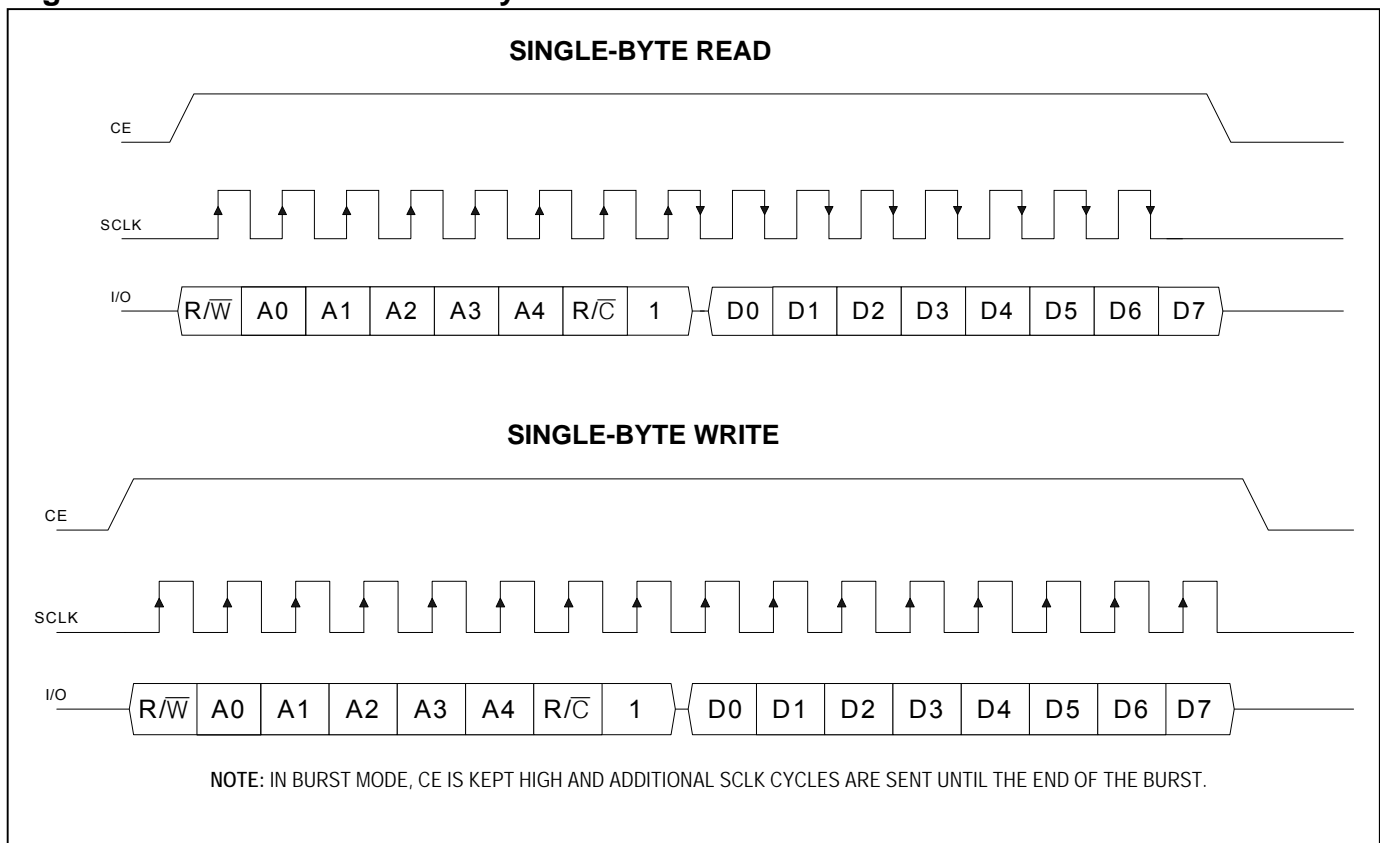 SINGLE-BYTE READ
CE
SCLK
I/O
R/W̅ A0 A1 A2 A3 A4 R/C̅ 1 D0 D1 D2 D3 D4 D5 D6 D7
SINGLE-BYTE WRITE
CE
SCLK
I/O
R/W̅ A0 A1 A2 A3 A4 R/C̅ 1 D0 D1 D2 D3 D4 D5 D6 D7
NOTE: IN BURST MODE, CE IS KEPT HIGH AND ADDITIONAL SCLK CYCLES ARE SENT UNTIL THE END OF THE BURST.